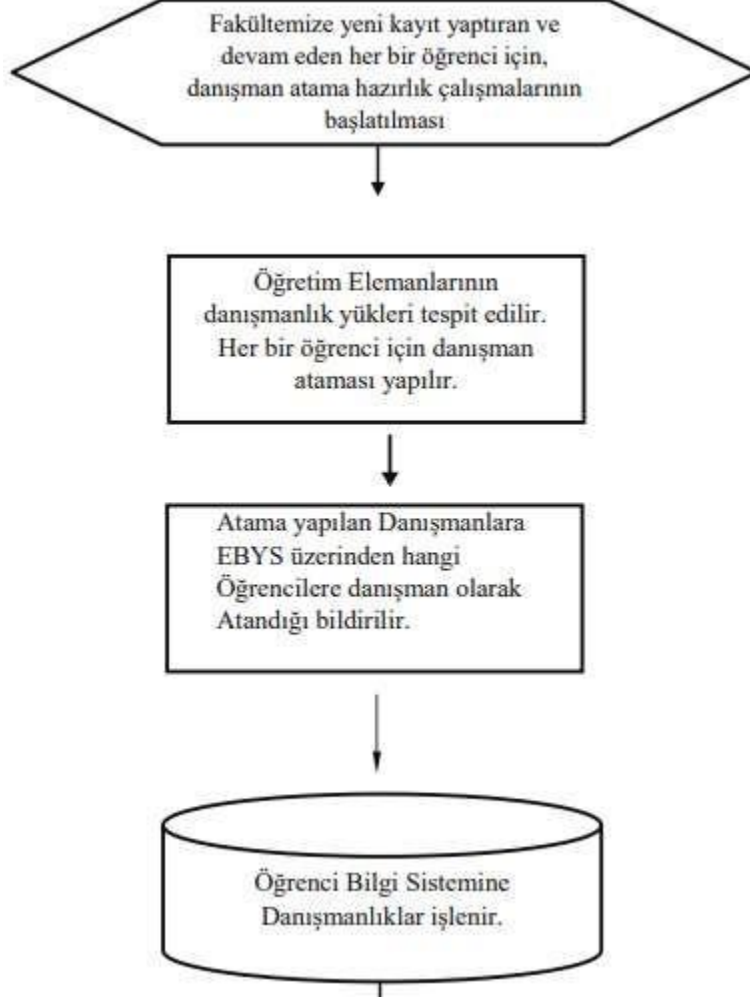 Fakültemize yeni kayıt yaptıran ve
devam eden her bir öğrenci için,
danışman atama hazırlık çalışmalarının
başlatılması
Öğretim Elemanlarının
danışmanlık yükleri tespit edilir.
Her bir öğrenci için danışman
ataması yapılır.
Atama yapılan Danışmanlara
EBYS üzerinden hangi
Öğrencilere danışman olarak
Atandığı bildirilir.
Öğrenci Bilgi Sistemine
Danışmanlıklar işlenir.